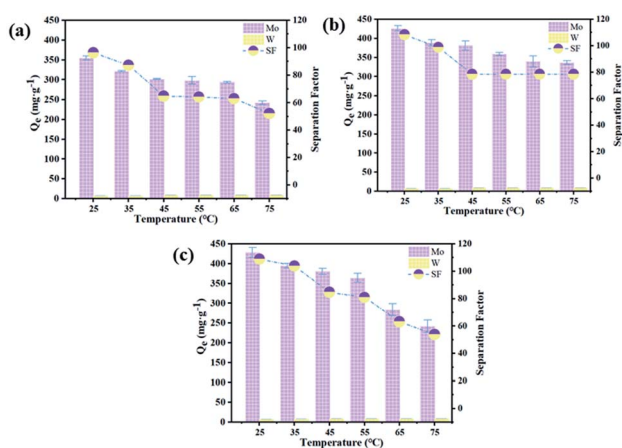 (a)
Mo
W
SF
450
400
350
300
250
200
150
100
50
0
Qe (mg·g-1)
120
100
80
60
40
20
0
Separation Factor
25 35 45 55 65 75
Temperature (°C)
(b)
Mo
W
SF
450
400
350
300
250
200
150
100
50
0
Qe (mg·g-1)
120
100
80
60
40
20
0
Separation Factor
25 35 45 55 65 75
Temperature (°C)
(c)
Mo
W
SF
450
400
350
300
250
200
150
100
50
0
Qe (mg·g-1)
120
100
80
60
40
20
0
Separation Factor
25 35 45 55 65 75
Temperature (°C)